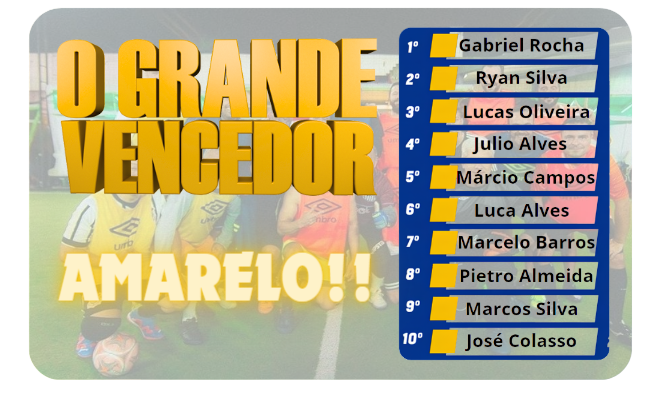 O GRANDE
VENCEDOR
AMARELO!!
1º Gabriel Rocha
2º Ryan Silva
3º Lucas Oliveira
4º Julio Alves
5º Márcio Campos
6º Luca Alves
7º Marcelo Barros
8º Pietro Almeida
9º Marcos Silva
10º José Colasso
umbro